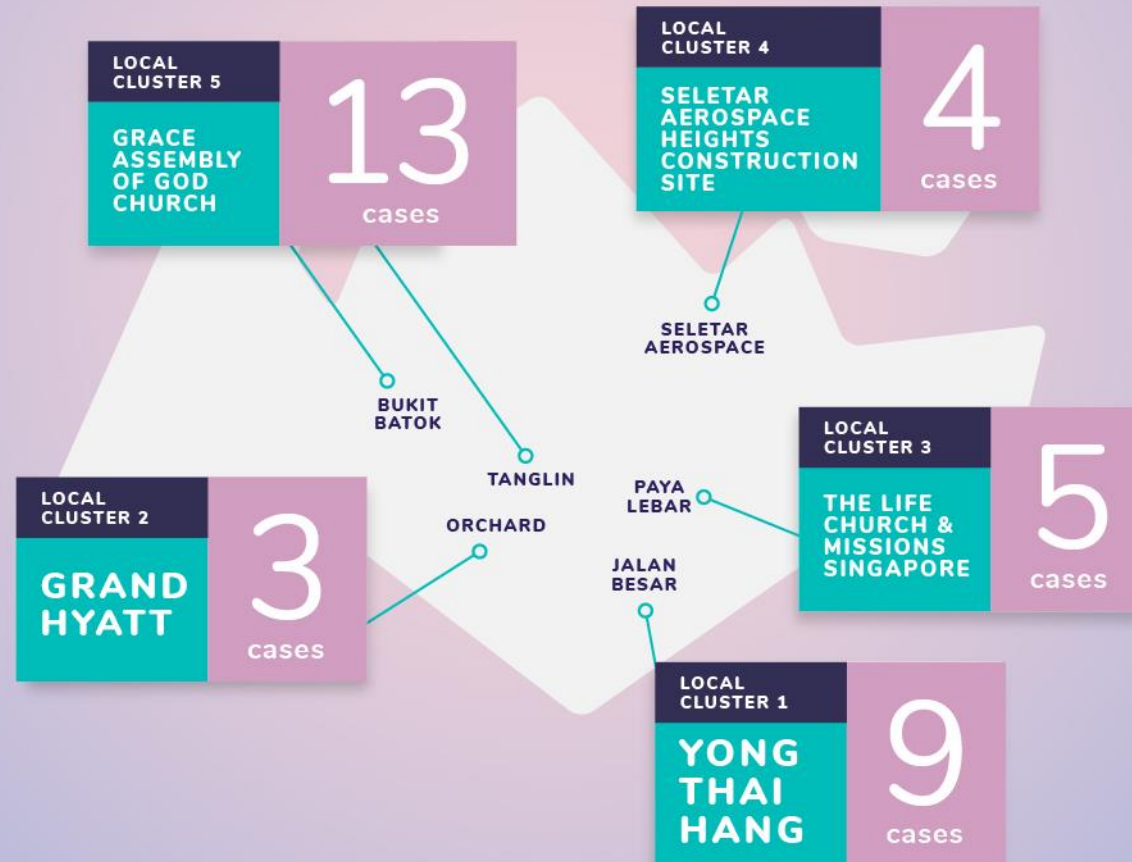 LOCAL
CLUSTER 5
GRACE
ASSEMBLY
OF GOD
CHURCH
13
cases
LOCAL
CLUSTER 4
SELETAR
AEROSPACE
HEIGHTS
CONSTRUCTION
SITE
4
cases
SELETAR
AEROSPACE
BUKIT
BATOK
TANGLIN
ORCHARD
PAYA
LEBAR
JALAN
BESAR
LOCAL
CLUSTER 3
THE LIFE
CHURCH &
MISSIONS
SINGAPORE
5
cases
LOCAL
CLUSTER 2
GRAND
HYATT
3
cases
LOCAL
CLUSTER 1
YONG
THAI
HANG
9
cases